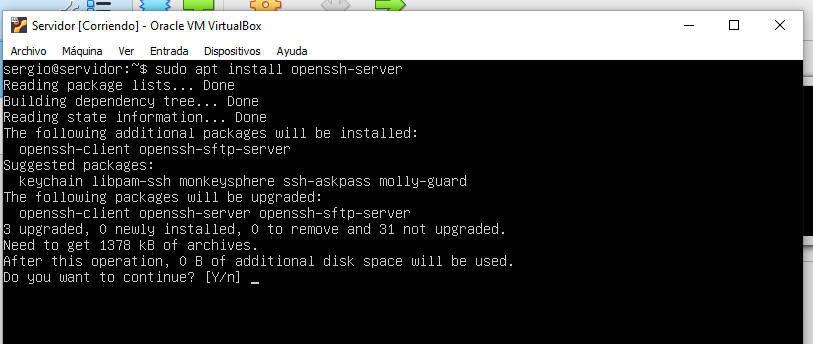 Servidor [Corriendo] - Oracle VM VirtualBox
Archivo Máquina Ver Entrada Dispositivos Ayuda
sergio@servidor:~$ sudo apt install openssh-server
Reading package lists... Done
Building dependency tree... Done
Reading state information... Done
The following additional packages will be installed:
  openssh-client openssh-sftp-server
Suggested packages:
  keychain libpam-ssh monkeysphere ssh-askpass molly-guard
The following packages will be upgraded:
  openssh-client openssh-server openssh-sftp-server
3 upgraded, 0 newly installed, 0 to remove and 31 not upgraded.
Need to get 1378 kB of archives.
After this operation, 0 B of additional disk space will be used.
Do you want to continue? [Y/n] _